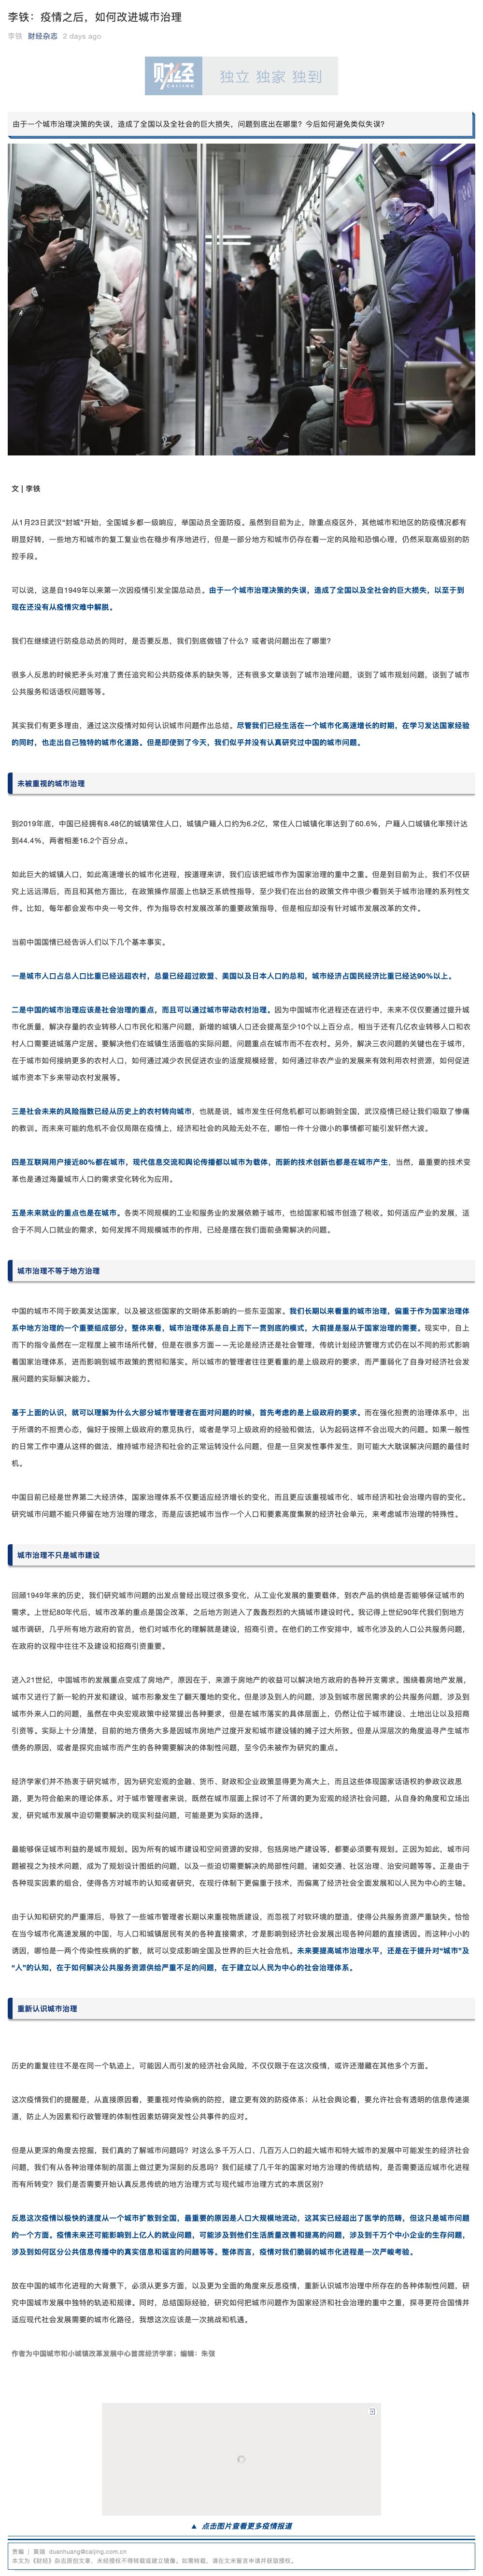 李铁：疫情之后，如何改进城市治理
李铁 财经杂志 2 days ago
财经 CAIJING 独立 独家 独到
由于一个城市治理决策的失误，造成了全国以及全社会的巨大损失，问题到底出在哪里？今后如何避免类似失误？
文 | 李铁
从1月23日武汉“封城”开始，全国城乡都一级响应，举国动员全面防疫。虽然到目前为止，除重点疫区外，其他城市和地区的防疫情况都有
明显好转，一些地方和城市的复工复业也在稳步有序地进行，但是一部分地方和城市仍存在着一定的风险和恐惧心理，仍然采取高级别的防
控手段。
可以说，这是自1949年以来第一次因疫情引发全国总动员。由于一个城市治理决策的失误，造成了全国以及全社会的巨大损失，以至于到
现在还没有从疫情灾难中解脱。
我们在继续进行防疫总动员的同时，是否要反思，我们到底做错了什么？或者说问题出在了哪里？
很多人反思的时候把矛头对准了责任追究和公共防疫体系的缺失等，还有很多文章谈到了城市治理问题，谈到了城市规划问题，谈到了城市
公共服务和话语权问题等等。
其实我们有更多理由，通过这次疫情对如何认识城市问题作出总结。尽管我们已经生活在一个城市化高速增长的时期，在学习发达国家经验
的同时，也走出自己独特的城市化道路。但是即使到了今天，我们似乎并没有认真研究过中国的城市问题。
未被重视的城市治理
到2019年底，中国已经拥有8.48亿的城镇常住人口，城镇户籍人口约为6.2亿，常住人口城镇化率达到了60.6%，户籍人口城镇化率预计达
到44.4%，两者相差16.2个百分点。
如此巨大的城镇人口，如此高速增长的城市化进程，按道理来讲，我们应该把城市作为国家治理的重中之重。但是到目前为止，我们不仅研
究上远远滞后，而且和其他方面比，在政策操作层面上也缺乏系统性指导，至少我们在出台的政策文件中很少看到关于城市治理的系列性文
件。比如，每年都会发布中央一号文件，作为指导农村发展改革的重要政策指导，但是相应却没有针对城市发展改革的文件。
当前中国国情已经告诉人们以下几个基本事实。
一是城市人口占总人口比重已经远超农村，总量已经超过欧盟、美国以及日本人口的总和，城市经济占国民经济比重已经达90%以上。
二是中国的城市治理应该是社会治理的重点，而且可以通过城市带动农村治理。因为中国城市化进程还在进行中，未来不仅仅要通过提升城
市化质量，解决存量的农业转移人口市民化和落户问题，新增的城镇人口还会提高至少10个以上百分点，相当于还有几亿农业转移人口和农
村人口需要进城落户定居。要解决他们在城镇生活面临的实际问题，问题重点在城市而不在农村。另外，解决三农问题的关键也在于城市，
在于城市如何接纳更多的农村人口，如何通过减少农民促进农业的适度规模经营，如何通过非农产业的发展来有效利用农村资源，如何促进
城市资本下乡来带动农村发展等。
三是社会未来的风险指数已经从历史上的农村转向城市，也就是说，城市发生任何危机都可以影响到全国，武汉疫情已经让我们吸取了惨痛
的教训。而未来可能的危机不会仅局限在疫情上，经济和社会的风险无处不在，哪怕一件十分微小的事情都可能引发轩然大波。
四是互联网用户接近80%都在城市，现代信息交流和舆论传播都以城市为载体，而新的技术创新也都是在城市产生，当然，最重要的技术变
革也是通过海量城市人口的需求变化转化为应用。
五是未来就业的重点也是在城市。各类不同规模的工业和服务业的发展依赖于城市，也给国家和城市创造了税收。如何适应产业的发展，适
合于不同人口就业的需求，如何发挥不同规模城市的作用，已经是摆在我们面前亟需解决的问题。
城市治理不等于地方治理
中国的城市不同于欧美发达国家，以及被这些国家的文明体系影响的一些东亚国家。我们长期以来看重的城市治理，偏重于作为国家治理体
系中地方治理的一个重要组成部分，整体来看，城市治理体系是自上而下一贯到底的模式，大前提是服从于国家治理的需要。现实中，自上
而下的指令虽然在一定程度上被市场所代替，但是在很多方面——无论是经济还是社会管理，传统计划经济管理方式仍在以不同的形式影响
着国家治理体系，进而影响到城市政策的贯彻和落实。所以城市的管理者往往更看重的是上级政府的要求，而严重弱化了自身对经济社会发
展问题的实际解决能力。
基于上面的认识，就可以理解为什么大部分城市管理者在面对问题的时候，首先考虑的是上级政府的要求。而在强化担责的治理体系中，出
于所谓的不担责心态，偏好于按照上级政府的意见执行，或者是学习上级政府的经验和做法，认为起码这样不会出现大的问题。如果一般性
的日常工作中遵从这样的做法，维持城市经济和社会的正常运转没什么问题，但是一旦突发性事件发生，则可能大大耽误解决问题的最佳时
机。
中国目前已经是世界第二大经济体，国家治理体系不仅要适应经济增长的变化，而且更应该重视城市化、城市经济和社会治理内容的变化。
研究城市问题不能只停留在地方治理的理念，而是应该把城市当作一个人口和要素高度集聚的经济社会单元，来考虑城市治理的特殊性。
城市治理不只是城市建设
回顾1949年来的历史，我们研究城市问题的出发点曾经出现过很多变化，从工业化发展的重要载体，到农产品的供给是否能够保证城市的
需求。上世纪80年代后，城市改革的重点是国企改革，之后地方则进入了轰轰烈烈的大搞城市建设时代。我记得上世纪90年代我们到地方
城市调研，几乎所有地方政府的官员，他们对城市化的理解就是建设，招商引资。在他们的工作安排中，城市化涉及的人口公共服务问题，
在政府的议程中往往不及建设和招商引资重要。
进入21世纪，中国城市的发展重点变成了房地产，原因在于，来源于房地产的收益可以解决地方政府的各种开支需求。围绕着房地产发展，
城市又进行了新一轮的开发和建设，城市形象发生了翻天覆地的变化。但是涉及到人的问题，涉及到城市居民需求的公共服务问题，涉及到
城市外来人口的问题，虽然在中央宏观政策中经常提出各种要求，但是在城市落实的具体层面上，仍然让位于城市建设、土地出让以及招商
引资等。实际上十分清楚，目前的地方债务大多是因城市房地产过度开发和城市建设铺的摊子过大所致。但是从深层次的角度追寻产生城市
债务的原因，或者是探究由城市而产生的各种需要解决的体制性问题，至今仍未被作为研究的重点。
经济学家们并不热衷于研究城市，因为研究宏观的金融、货币、财政和企业政策显得更为高大上，而且这些体现国家话语权的参政议政思
路，更为符合舶来的理论体系。对于城市管理者来说，既然在城市层面上探讨不了所谓的更为宏观的经济社会问题，从自身的角度和立场出
发，研究城市发展中迫切需要解决的现实利益问题，可能是更为实际的选择。
最能够保证城市利益的是城市规划。因为所有的城市建设和空间资源的安排，包括房地产建设等，都要必须要有规划。正因为如此，城市问
题被视之为技术问题，成为了规划设计图纸的问题，以及一些迫切需要解决的局部性问题，诸如交通、社区治理、治安问题等等。正是由于
各种现实因素的组合，使得各方对城市的认知或者研究，在现行体制下更偏重于技术，而偏离了经济社会全面发展和以人民为中心的主轴。
由于认知和研究的严重滞后，导致了一些城市管理者长期以来重视物质建设，而忽视了对软环境的塑造，使得公共服务资源严重缺失。恰恰
在当今城市化高速发展的中国，与人口和城镇居民有关的各种直接需求，才是影响到经济社会发展出现各种问题的直接诱因。而这种小小的
诱因，哪怕是一两个传染性疾病的扩散，就可以变成影响全国及世界的巨大社会危机。未来要提高城市治理水平，还是在于提升对“城市”及
“人”的认知，在于如何解决公共服务资源供给严重不足的问题，在于建立以人民为中心的社会治理体系。
重新认识城市治理
历史的重复往往不是在同一个轨迹上，可能因人而引发的经济社会风险，不仅仅限于在这次疫情，或许还潜藏在其他多个方面。
这次疫情我们的提醒是，从直接原因看，要重视对传染病的防控，建立更有效的防疫体系；从社会舆论看，要允许社会有透明的信息传递渠
道，防止人为因素和行政管理的体制性因素妨碍突发性公共事件的应对。
但是从更深的角度去挖掘，我们真的了解城市问题吗？对这么多千万人口、几百万人口的超大城市和特大城市的发展中可能发生的经济社会
问题，我们有从各种治理体制的层面上做过更为深刻的反思吗？我们延续了几千年的国家对地方治理的传统结构，是否需要适应城市化进程
而有所转变？我们是否需要开始认真反思传统的地方治理方式与现代城市治理方式的本质区别？
反思这次疫情以极快的速度从一个城市扩散到全国，最重要的原因是人口大规模地流动，这其实已经超出了医学的范畴，但这只是城市问题
的一个方面。疫情未来还可能影响到上亿人的就业问题，可能涉及到他们生活质量改善和提高的问题，涉及到千万个中小企业的生存问题，
涉及到如何区分公共信息传播中的真实信息和谣言的问题等等。整体而言，疫情对我们脆弱的城市化进程是一次严峻考验。
放在中国的城市化进程的大背景下，必须从更多方面，以及更为全面的角度来反思疫情，重新认识城市治理中所存在的各种体制性问题，研
究中国城市发展中独特的轨迹和规律。同时，总结国际经验，研究如何把城市问题作为国家经济和社会治理的重中之重，探寻更符合国情并
适应现代社会发展需要的城市化路径，我想这次应该是一次挑战和机遇。
作者为中国城市和小城镇改革发展中心首席经济学家；编辑：朱弢
▲ 点击图片查看更多疫情报道
责编 | 黄端 duanhuang@caijing.com.cn
本文为《财经》杂志原创文章，未经授权不得转载或建立镜像。如需转载，请在文末留言申请并获取授权。